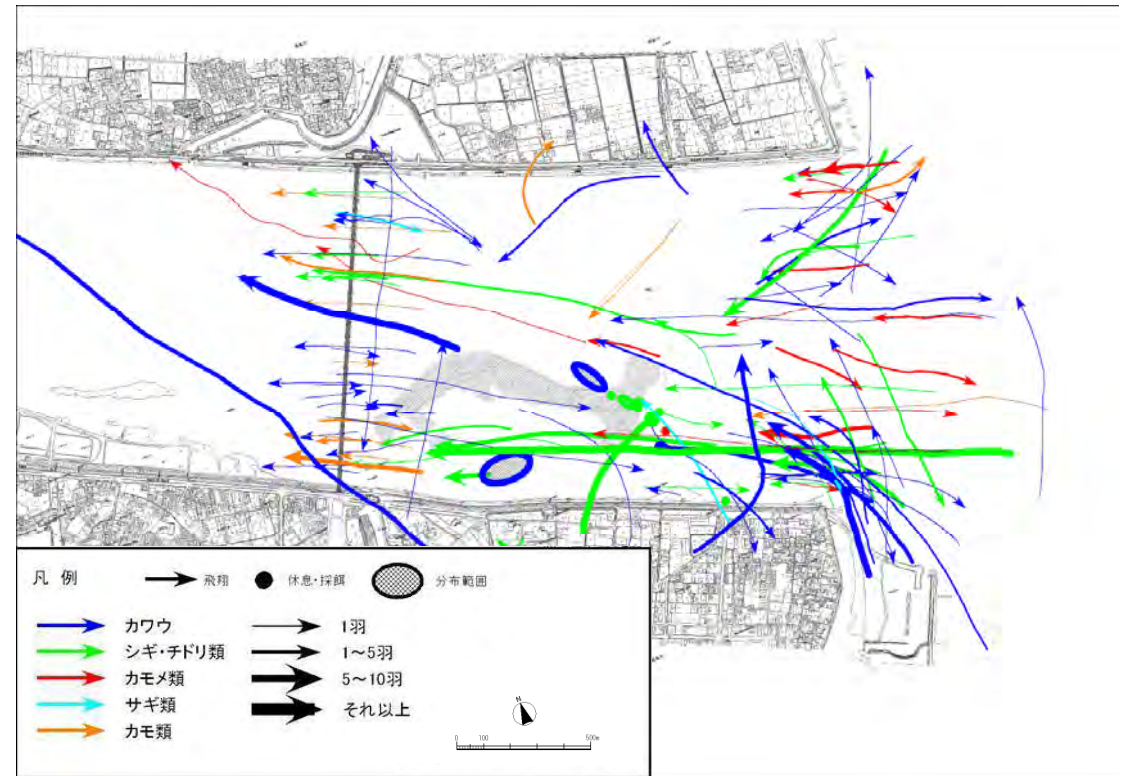 凡例
飛翔
休息・採餌
分布範囲
カワウ
シギ・チドリ類
カモメ類
サギ類
カモ類
1羽
1~5羽
5~10羽
それ以上
N
0 100 500m